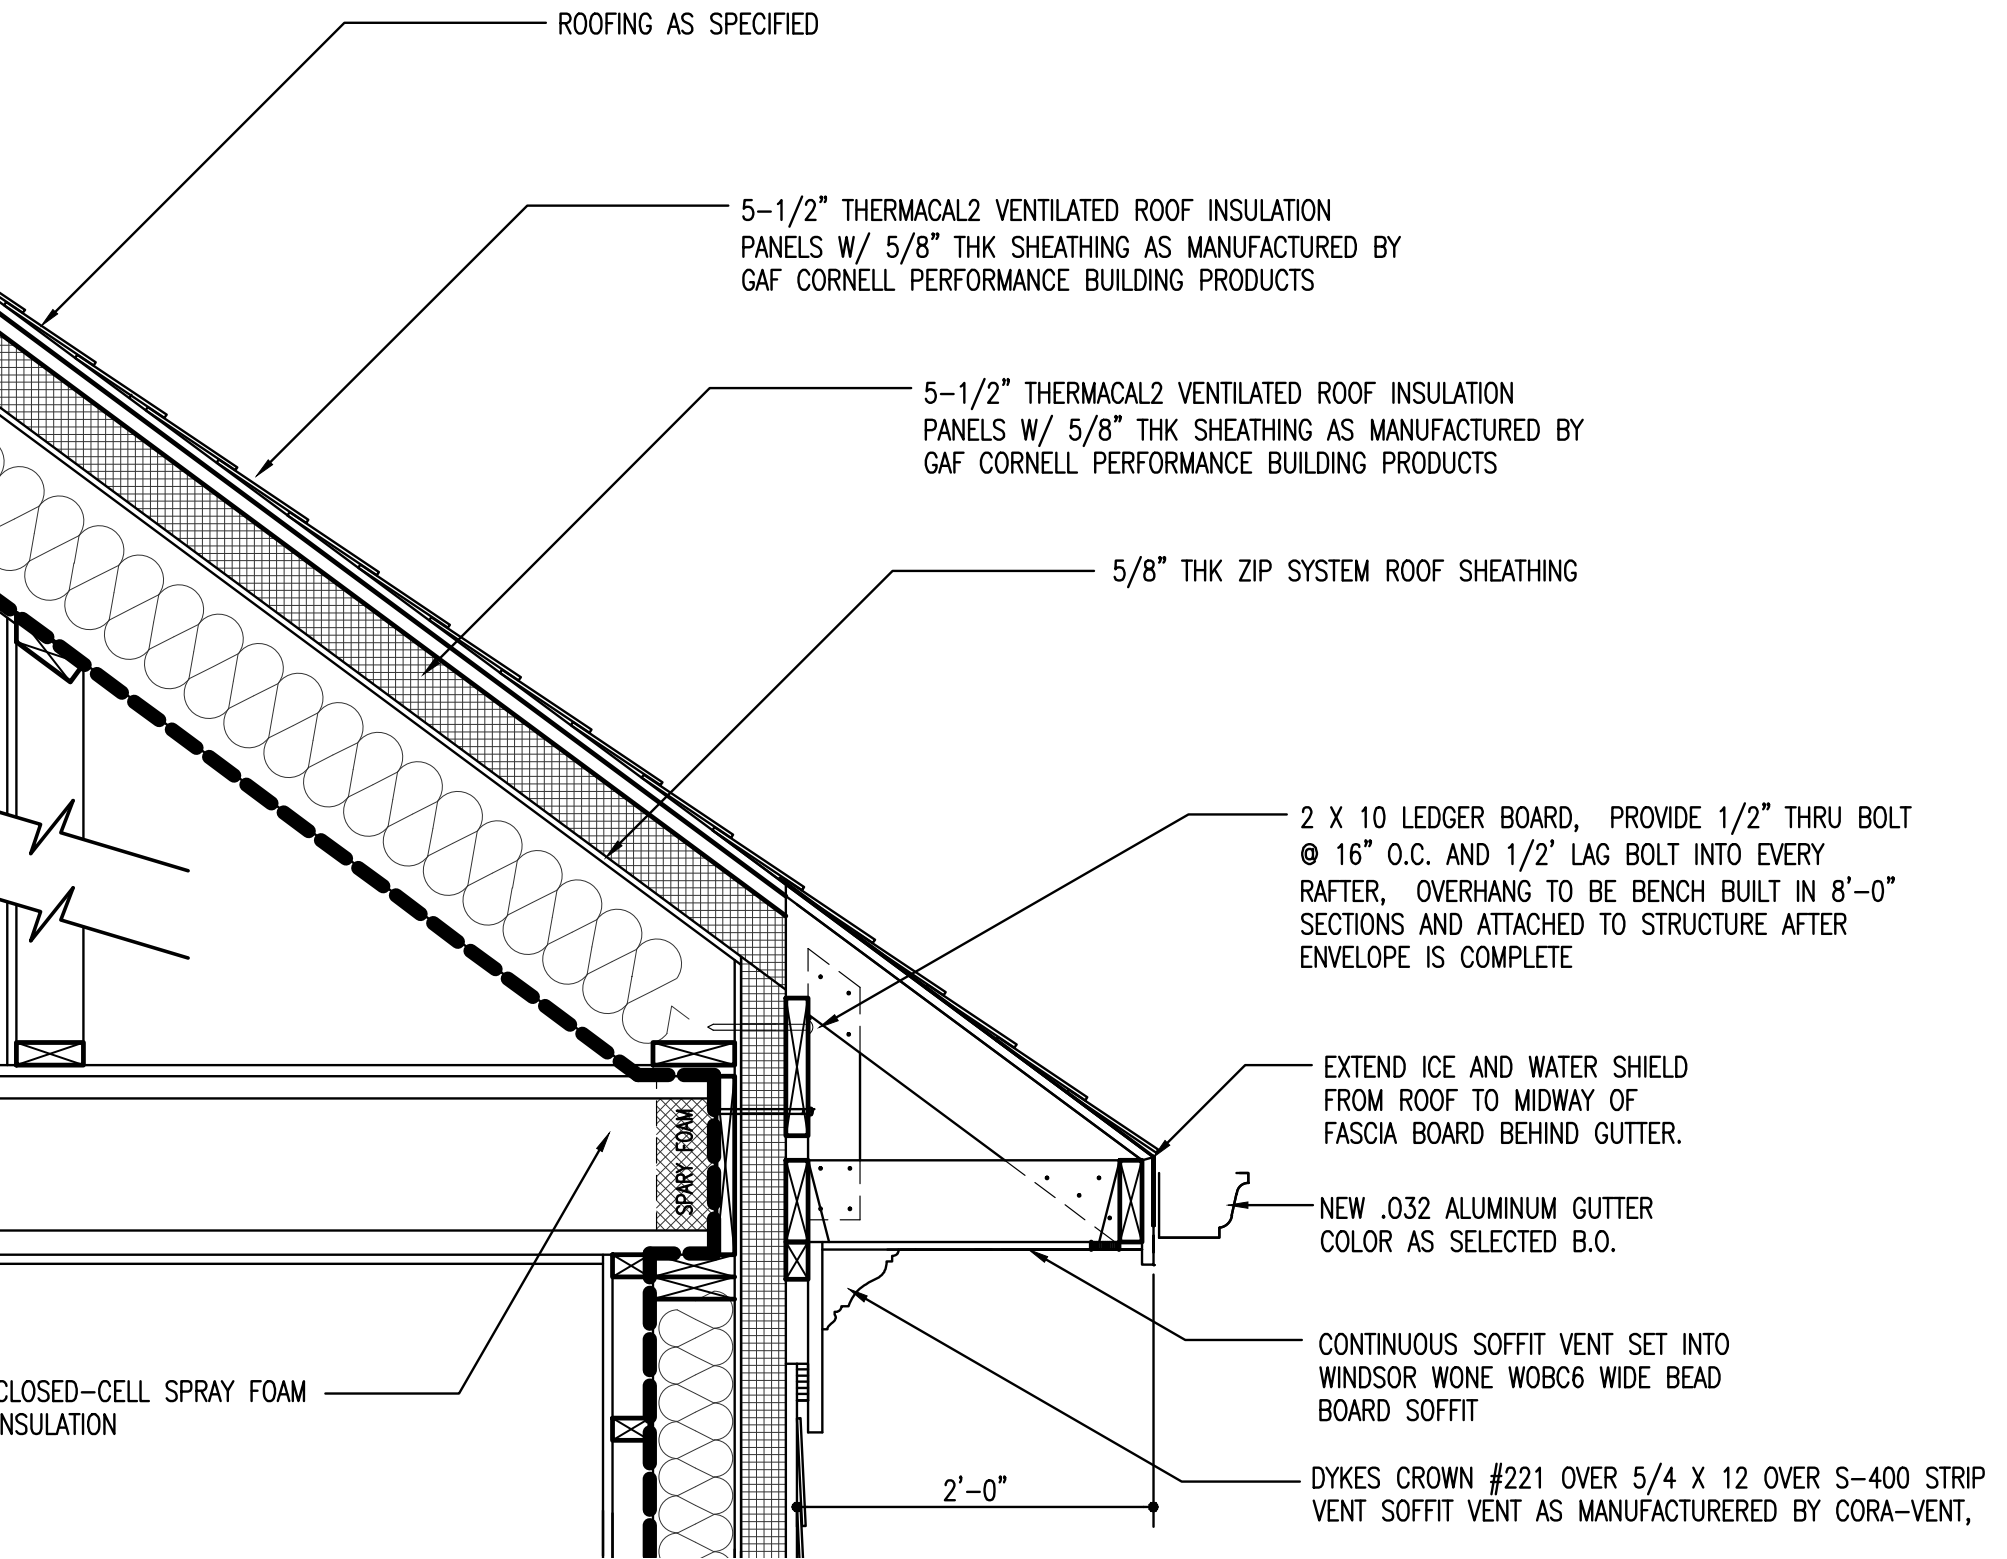 ROOFING AS SPECIFIED
5-1/2" THERMACAL2 VENTILATED ROOF INSULATION
PANELS W/ 5/8" THK SHEATHING AS MANUFACTURED BY
GAF CORNELL PERFORMANCE BUILDING PRODUCTS
5-1/2" THERMACAL2 VENTILATED ROOF INSULATION
PANELS W/ 5/8" THK SHEATHING AS MANUFACTURED BY
GAF CORNELL PERFORMANCE BUILDING PRODUCTS
5/8" THK ZIP SYSTEM ROOF SHEATHING
2 X 10 LEDGER BOARD, PROVIDE 1/2" THRU BOLT
@ 16" O.C. AND 1/2' LAG BOLT INTO EVERY
RAFTER, OVERHANG TO BE BENCH BUILT IN 8'-0"
SECTIONS AND ATTACHED TO STRUCTURE AFTER
ENVELOPE IS COMPLETE
EXTEND ICE AND WATER SHIELD
FROM ROOF TO MIDWAY OF
FASCIA BOARD BEHIND GUTTER.
SPARY FOAM
NEW .032 ALUMINUM GUTTER
COLOR AS SELECTED B.O.
CONTINUOUS SOFFIT VENT SET INTO
WINDSOR WONE WOBC6 WIDE BEAD
BOARD SOFFIT
CLOSED-CELL SPRAY FOAM
NSULATION
2'-0"
DYKES CROWN #221 OVER 5/4 X 12 OVER S-400 STRIP
VENT SOFFIT VENT AS MANUFACTURERED BY CORA-VENT,